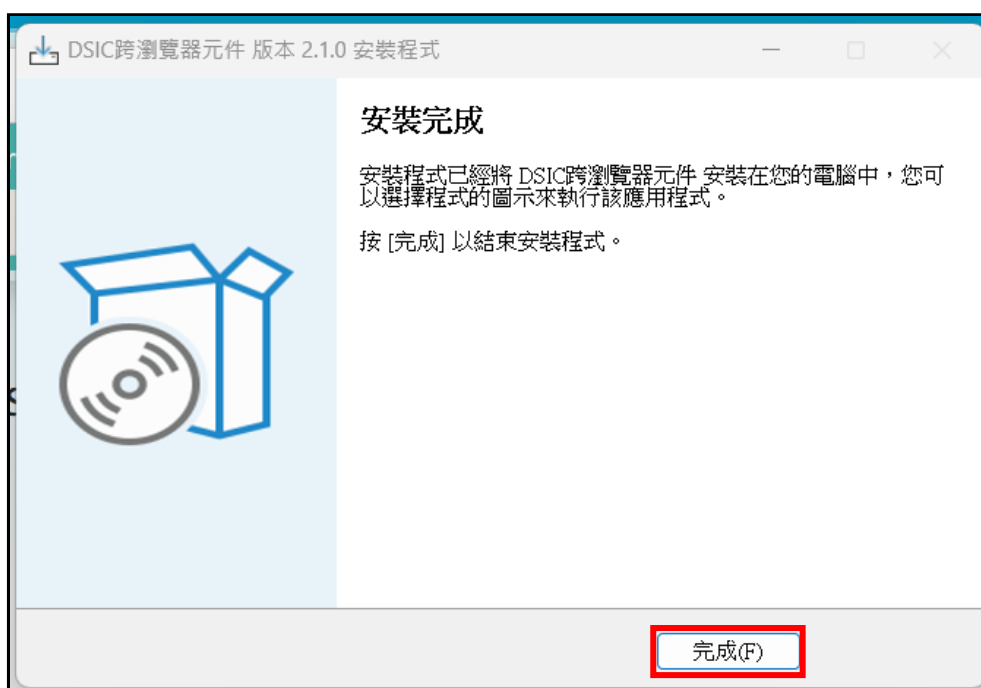 DSIC跨瀏覽器元件 版本 2.1.0 安裝程式
安裝完成
安裝程式已經將 DSIC跨瀏覽器元件 安裝在您的電腦中，您可
以選擇程式的圖示來執行該應用程式。
按 [完成] 以結束安裝程式。
完成(F)